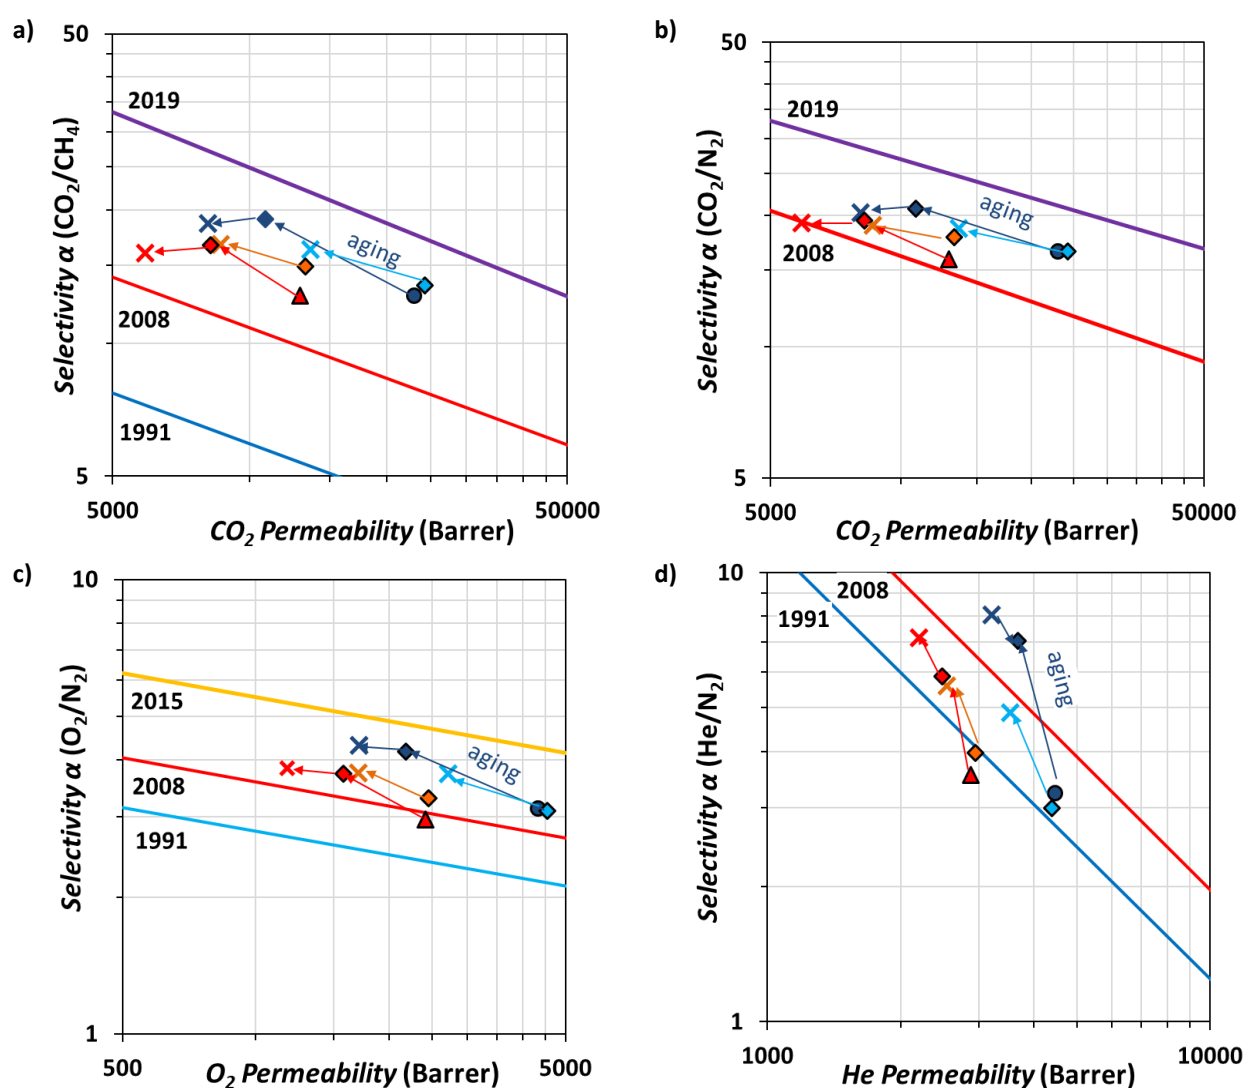 a)
50
2019
Selectivity α (CO₂/CH₄)
aging
2008
1991
5
5000
50000
CO₂ Permeability (Barrer)
b)
50
2019
Selectivity α (CO₂/N₂)
aging
2008
5
5000
50000
CO₂ Permeability (Barrer)
c)
10
2015
Selectivity α (O₂/N₂)
aging
2008
1991
1
500
5000
O₂ Permeability (Barrer)
d)
10
2008
1991
Selectivity α (He/N₂)
aging
1
1000
10000
He Permeability (Barrer)